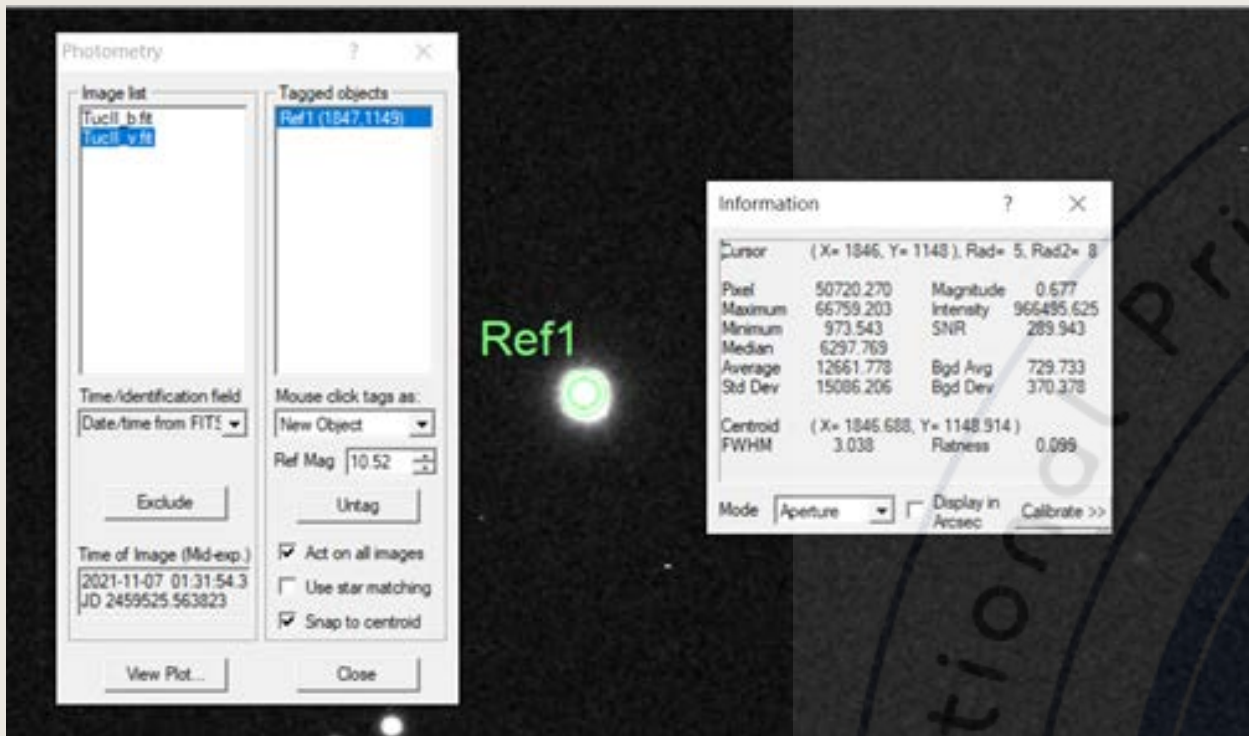 Photometry ? ×
Image list
TucII_b.fit
TucII_v.fit
Time/identification field
Date/time from FITS
Exclude
Time of Image (Mid-exp.)
2021-11-07 01:31:54.3
JD 2459525.563823
View Plot...
Tagged objects
Ref1 (1847,1149)
Mouse click tags as:
New Object
Ref Mag 10.52
Untag
Act on all images
Use star matching
Snap to centroid
Close
Ref1
Information ? ×
Cursor ( X= 1846, Y= 1148 ), Rad= 5, Rad2= 8
Pixel 50720.270 Magnitude 0.677
Maximum 66759.203 Intensity 966495.625
Minimum 973.543 SNR 289.943
Median 6297.769
Average 12661.778 Bgd Avg 729.733
Std Dev 15086.206 Bgd Dev 370.378
Centroid ( X= 1846.688, Y= 1148.914 )
FWHM 3.038 Flatness 0.099
Mode Aperture Display in Arcsec Calibrate >>
tional Pri